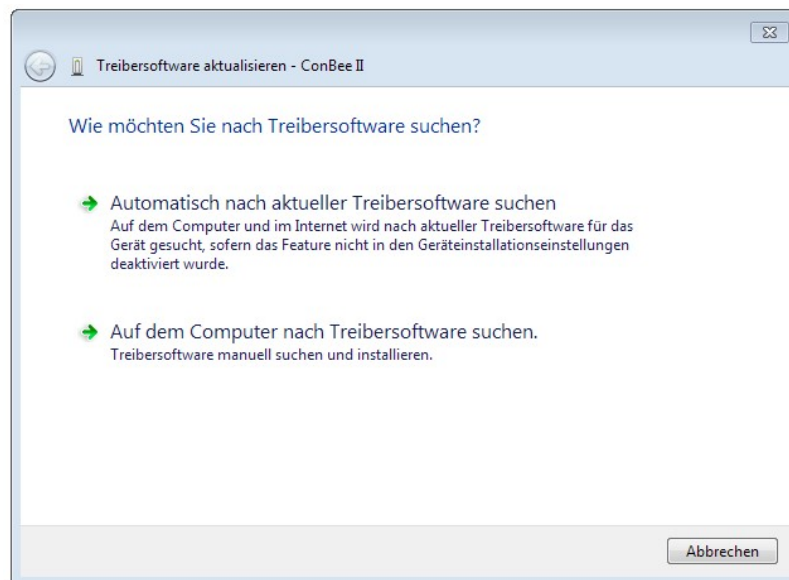 Treibersoftware aktualisieren - ConBee II
Wie möchten Sie nach Treibersoftware suchen?
Automatisch nach aktueller Treibersoftware suchen
Auf dem Computer und im Internet wird nach aktueller Treibersoftware für das
Gerät gesucht, sofern das Feature nicht in den Geräteinstallationseinstellungen
deaktiviert wurde.
Auf dem Computer nach Treibersoftware suchen.
Treibersoftware manuell suchen und installieren.
Abbrechen